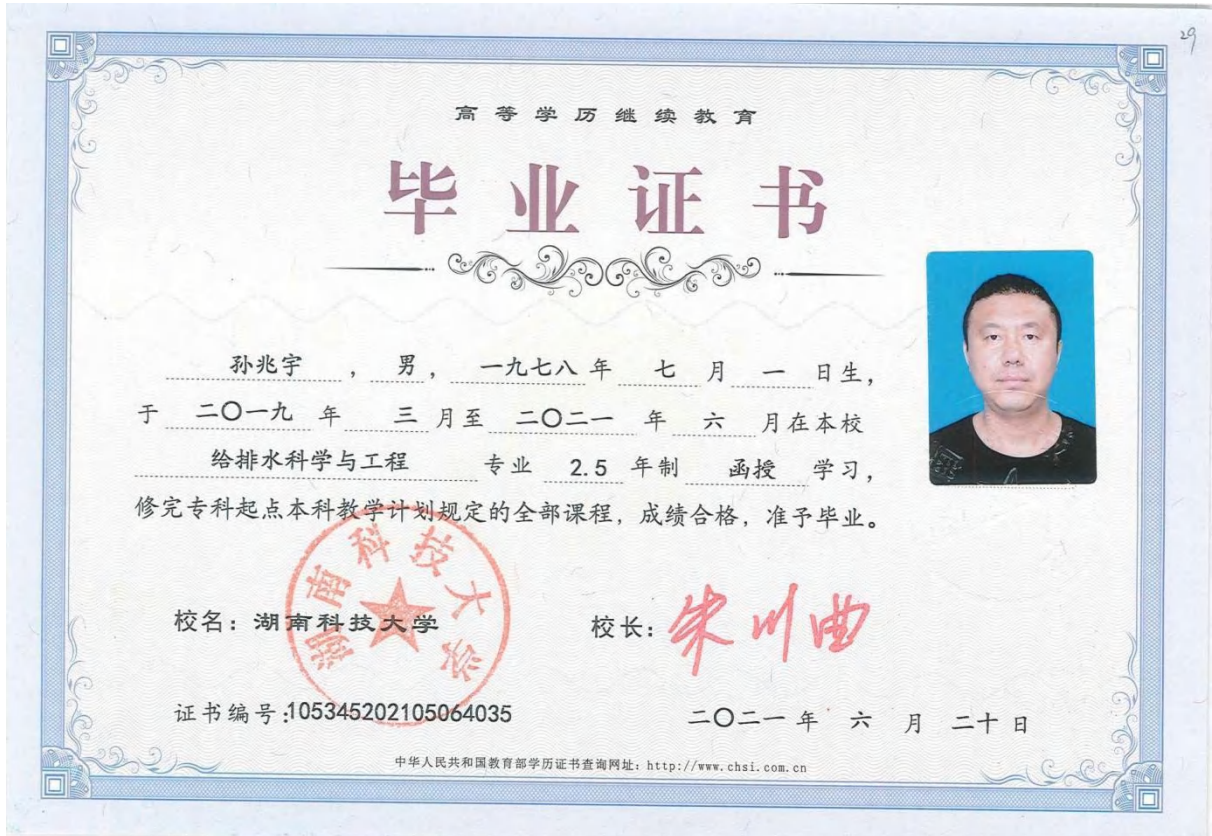 29
高等学历继续教育
毕业证书
孙兆宇，男，一九七八年七月一日生，
于二〇一九年三月至二〇二一年六月在本校
给排水科学与工程专业2.5年制函授学习，
修完专科起点本科教学计划规定的全部课程，成绩合格，准予毕业。
湖南科技大学
校名：湖南科技大学 校长：朱川曲
证书编号:105345202105064035 二〇二一年六月二十日
中华人民共和国教育部学历证书查询网址：http://www.chsi.com.cn